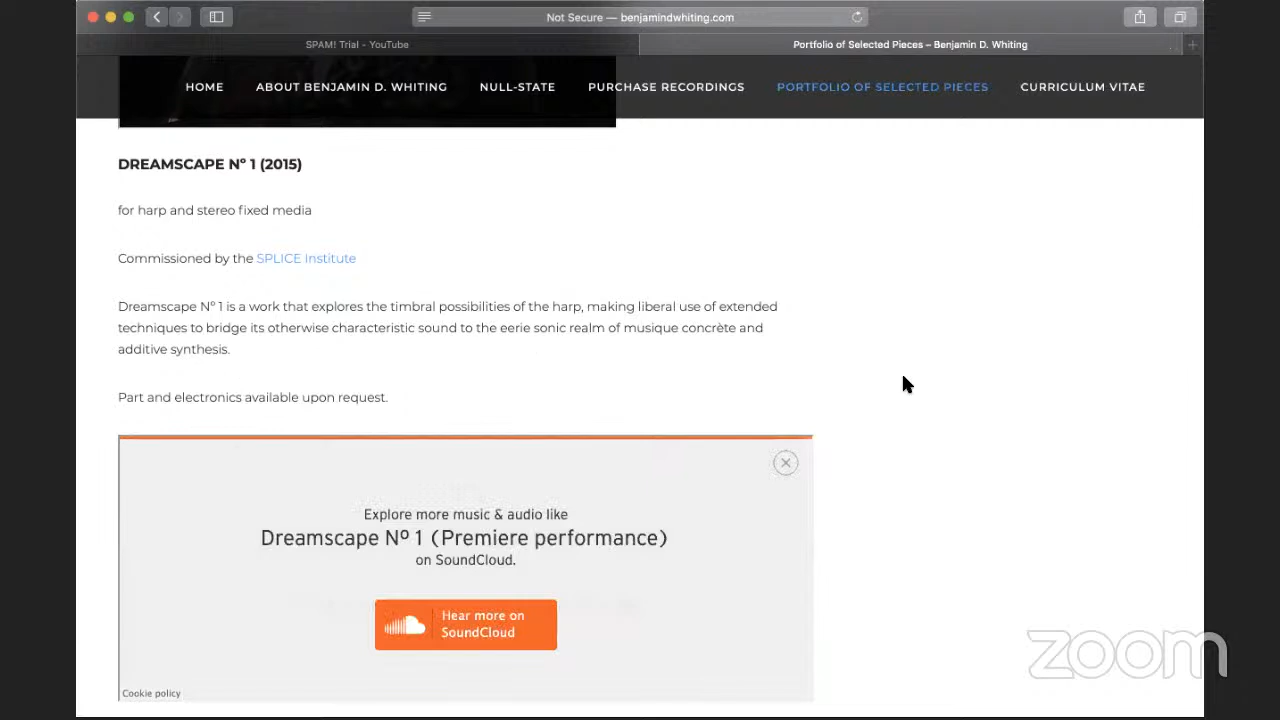 Not Secure — benjamindwhiting.com
SPAM! Trial - YouTube
Portfolio of Selected Pieces – Benjamin D. Whiting
HOME ABOUT BENJAMIN D. WHITING NULL-STATE PURCHASE RECORDINGS PORTFOLIO OF SELECTED PIECES CURRICULUM VITAE
DREAMSCAPE Nº 1 (2015)
for harp and stereo fixed media
Commissioned by the SPLICE Institute
Dreamscape Nº 1 is a work that explores the timbral possibilities of the harp, making liberal use of extended
techniques to bridge its otherwise characteristic sound to the eerie sonic realm of musique concrète and
additive synthesis.
Part and electronics available upon request.
Explore more music & audio like
Dreamscape Nº 1 (Premiere performance)
on SoundCloud.
Hear more on
SoundCloud
Cookie policy
zoom